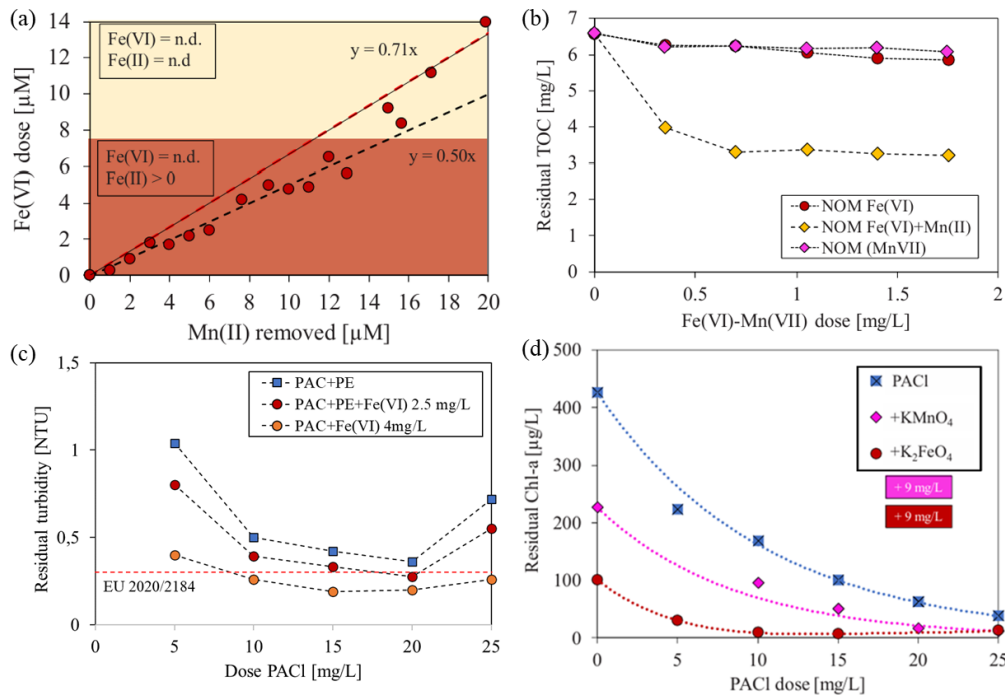 (a)
Fe(VI) = n.d.
Fe(II) = n.d
y = 0.71x
Fe(VI) = n.d.
Fe(II) > 0
y = 0.50x
Fe(VI) dose [µM]
14
12
10
8
6
4
2
0
0 2 4 6 8 10 12 14 16 18 20
Mn(II) removed [µM]
(b)
Residual TOC [mg/L]
7
6
5
4
3
2
1
0
NOM Fe(VI)
NOM Fe(VI)+Mn(II)
NOM (MnVII)
0 0.5 1 1.5 2
Fe(VI)-Mn(VII) dose [mg/L]
(c)
Residual turbidity [NTU]
1,5
1
0,5
0
PAC+PE
PAC+PE+Fe(VI) 2.5 mg/L
PAC+Fe(VI) 4mg/L
EU 2020/2184
0 5 10 15 20 25
Dose PACl [mg/L]
(d)
Residual Chl-a [µg/L]
500
400
300
200
100
0
PACl
+KMnO₄
+K₂FeO₄
+ 9 mg/L
+ 9 mg/L
0 5 10 15 20 25
PACl dose [mg/L]